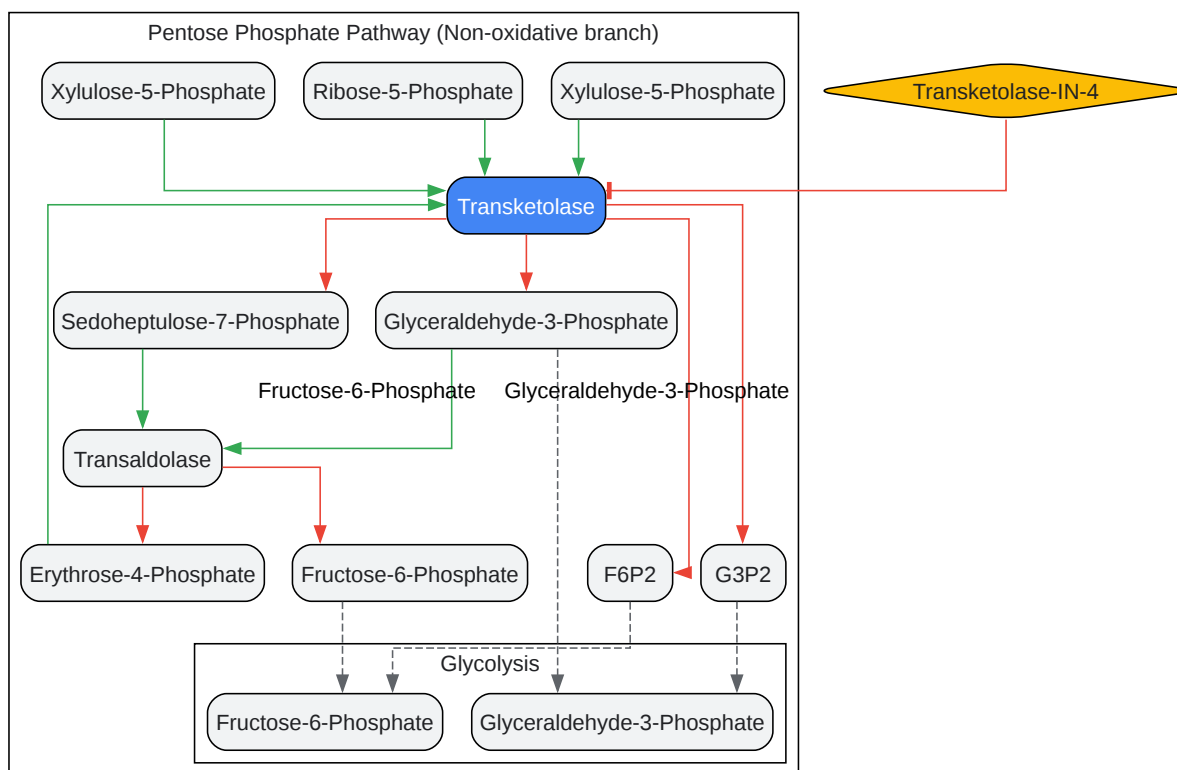 Pentose Phosphate Pathway (Non-oxidative branch)
Xylulose-5-Phosphate
Ribose-5-Phosphate
Xylulose-5-Phosphate
Transketolase-IN-4
Transketolase
Sedoheptulose-7-Phosphate
Glyceraldehyde-3-Phosphate
Fructose-6-Phosphate
Glyceraldehyde-3-Phosphate
Transaldolase
Erythrose-4-Phosphate
Fructose-6-Phosphate
F6P2
G3P2
Glycolysis
Fructose-6-Phosphate
Glyceraldehyde-3-Phosphate